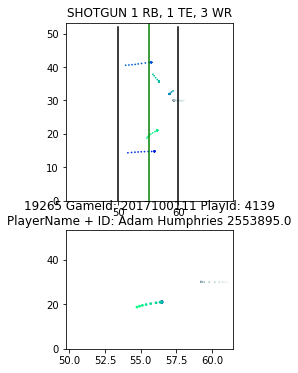 SHOTGUN 1 RB, 1 TE, 3 WR
50
40
30
20
10
0
50
60
19265 GameId: 2017100111 PlayId: 4139
PlayerName + ID: Adam Humphries 2553895.0
40
20
0
50.0 52.5 55.0 57.5 60.0